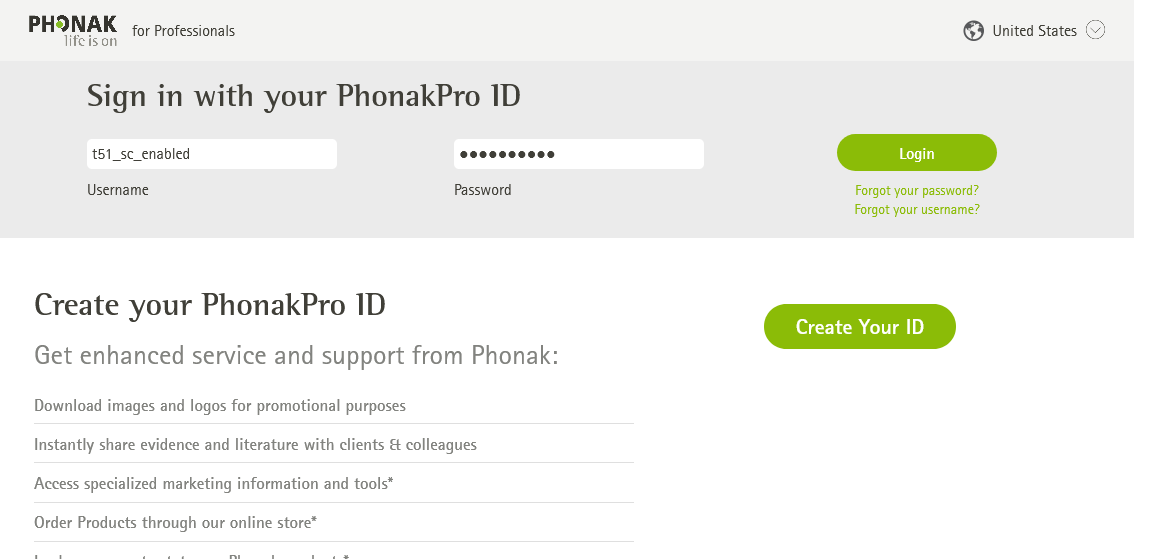 PHONAK
life is on
for Professionals
United States
Sign in with your PhonakPro ID
t51_sc_enabled
••••••••••
Login
Username
Password
Forgot your password?
Forgot your username?
Create your PhonakPro ID
Create Your ID
Get enhanced service and support from Phonak:
Download images and logos for promotional purposes
Instantly share evidence and literature with clients & colleagues
Access specialized marketing information and tools*
Order Products through our online store*